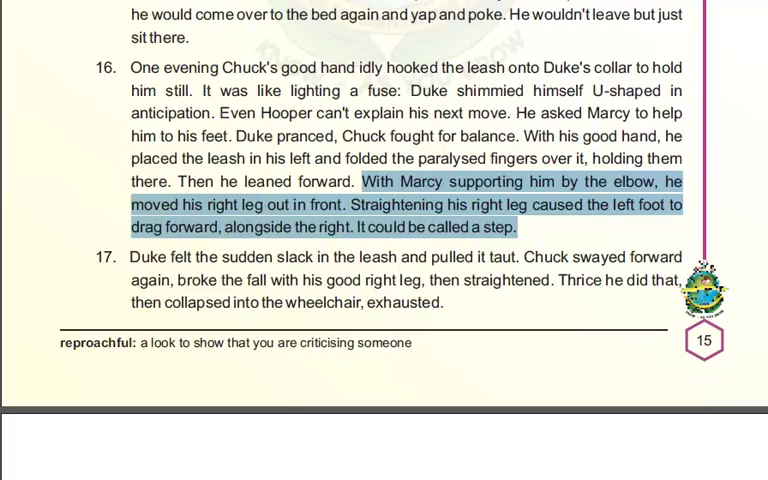 he would come over to the bed again and yap and poke. He wouldn't leave but just
sit there.
16. One evening Chuck's good hand idly hooked the leash onto Duke's collar to hold
him still. It was like lighting a fuse: Duke shimmied himself U-shaped in
anticipation. Even Hooper can't explain his next move. He asked Marcy to help
him to his feet. Duke pranced, Chuck fought for balance. With his good hand, he
placed the leash in his left and folded the paralysed fingers over it, holding them
there. Then he leaned forward. With Marcy supporting him by the elbow, he
moved his right leg out in front. Straightening his right leg caused the left foot to
drag forward, alongside the right. It could be called a step.
17. Duke felt the sudden slack in the leash and pulled it taut. Chuck swayed forward
again, broke the fall with his good right leg, then straightened. Thrice he did that,
then collapsed into the wheelchair, exhausted.
reproachful: a look to show that you are criticising someone
15